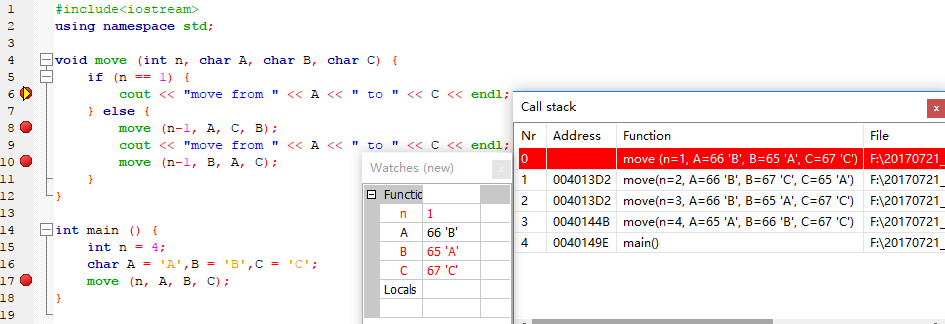 1 #include<iostream>
2 using namespace std;
3
4 void move (int n, char A, char B, char C) {
5 if (n == 1) {
6 cout << "move from " << A << " to " << C << endl;
7 } else {
8 move (n-1, A, C, B);
9 cout << "move from " << A << " to " << C << endl;
10 move (n-1, B, A, C);
11 }
12 }
13
14 int main () {
15 int n = 4;
16 char A = 'A',B = 'B',C = 'C';
17 move (n, A, B, C);
18 }
19
Watches (new)
x
Functic
n 1
A 66 'B'
B 65 'A'
C 67 'C'
Locals
Call stack
x
Nr Address Function File
0 move (n=1, A=66 'B', B=65 'A', C=67 'C') F:\20170721_
1 004013D2 move(n=2, A=66 'B', B=67 'C', C=65 'A') F:\20170721_
2 004013D2 move(n=3, A=66 'B', B=65 'A', C=67 'C') F:\20170721_
3 0040144B move(n=4, A=65 'A', B=66 'B', C=67 'C') F:\20170721_
4 0040149E main() F:\20170721_